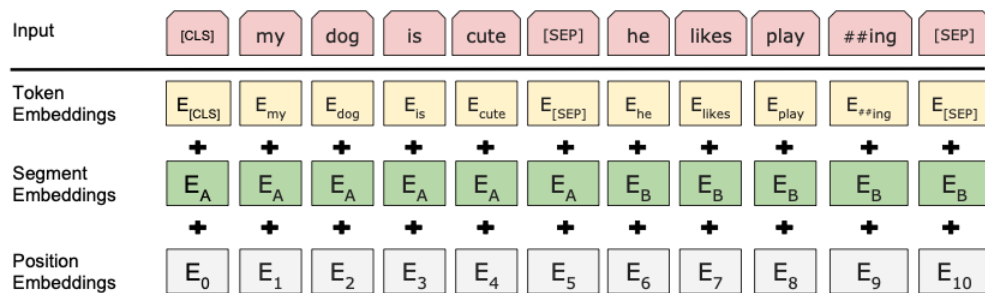 Input [CLS] my dog is cute [SEP] he likes play ##ing [SEP]
Token
Embeddings
E[CLS] Emy Edog Eis Ecute E[SEP] Ehe Elikes Eplay E##ing E[SEP]
+ + + + + + + + + + +
Segment
Embeddings
EA EA EA EA EA EA EB EB EB EB EB
+ + + + + + + + + + +
Position
Embeddings
E0 E1 E2 E3 E4 E5 E6 E7 E8 E9 E10